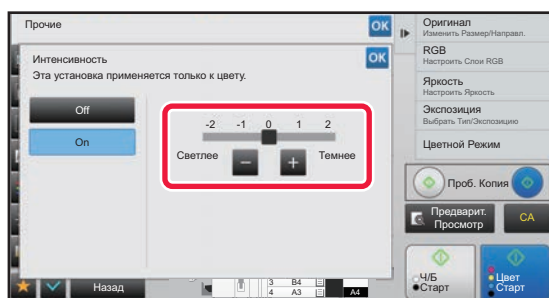 Прочие
OK
Интенсивность
OK
Эта установка применяется только к цвету.
Off
On
-2 -1 0 1 2
Светлее
Темнее
Назад
3 B4
4 A3
A4
Оригинал
Изменить Размер/Направл.
RGB
Настроить Слои RGB
Яркость
Настроить Яркость
Экспозиция
Выбрать Тип/Экспозицию
Цветной Режим
Проб. Копия
Предварит.
Просмотр
CA
Ч/Б
Старт
Цвет
Старт